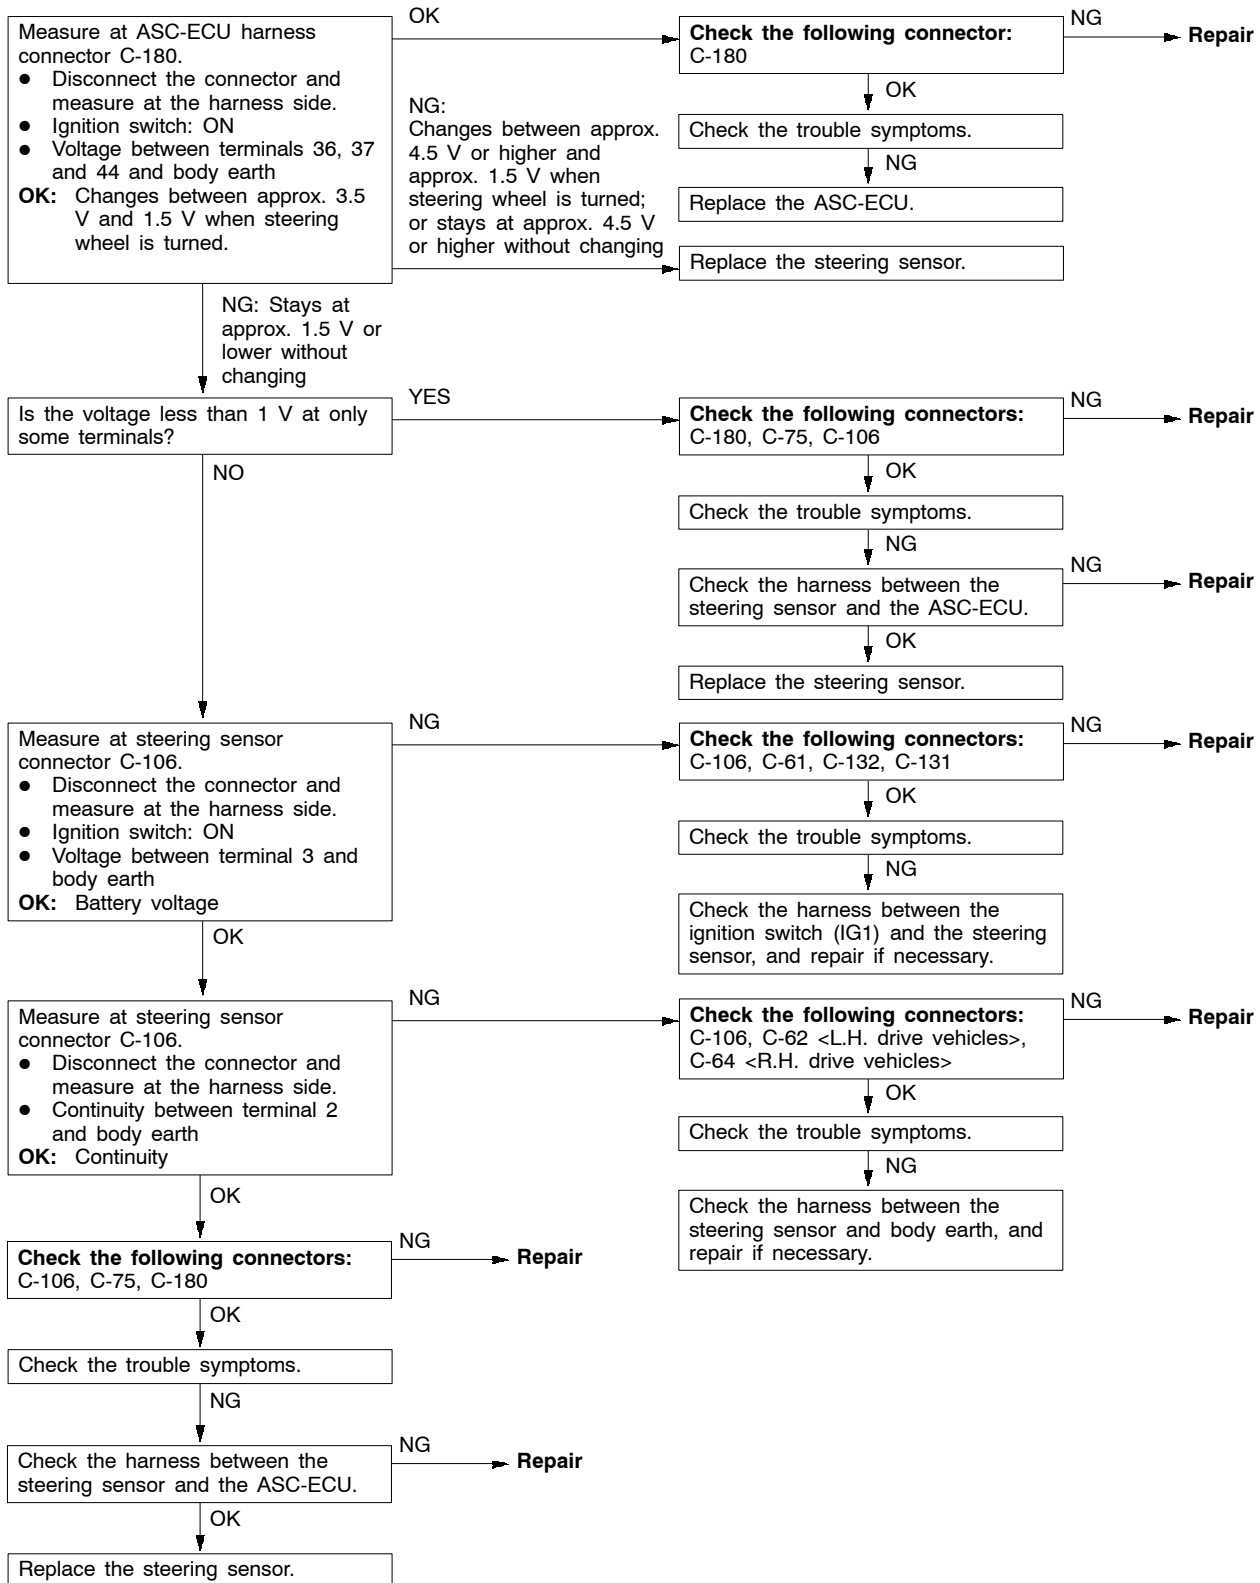 Measure at ASC-ECU harness
connector C-180.
● Disconnect the connector and
measure at the harness side.
● Ignition switch: ON
● Voltage between terminals 36, 37
and 44 and body earth
OK: Changes between approx. 3.5
V and 1.5 V when steering
wheel is turned.
OK
Check the following connector:
C-180
NG
Repair
OK
Check the trouble symptoms.
NG
Replace the ASC-ECU.
NG:
Changes between approx.
4.5 V or higher and
approx. 1.5 V when
steering wheel is turned;
or stays at approx. 4.5 V
or higher without changing
Replace the steering sensor.
NG: Stays at
approx. 1.5 V or
lower without
changing
Is the voltage less than 1 V at only
some terminals?
YES
Check the following connectors:
C-180, C-75, C-106
NG
Repair
OK
Check the trouble symptoms.
NG
Check the harness between the
steering sensor and the ASC-ECU.
NG
Repair
OK
Replace the steering sensor.
NO
Measure at steering sensor
connector C-106.
● Disconnect the connector and
measure at the harness side.
● Ignition switch: ON
● Voltage between terminal 3 and
body earth
OK: Battery voltage
NG
Check the following connectors:
C-106, C-61, C-132, C-131
NG
Repair
OK
Check the trouble symptoms.
NG
Check the harness between the
ignition switch (IG1) and the steering
sensor, and repair if necessary.
OK
Measure at steering sensor
connector C-106.
● Disconnect the connector and
measure at the harness side.
● Continuity between terminal 2
and body earth
OK: Continuity
NG
Check the following connectors:
C-106, C-62 <L.H. drive vehicles>,
C-64 <R.H. drive vehicles>
NG
Repair
OK
Check the trouble symptoms.
NG
Check the harness between the
steering sensor and body earth, and
repair if necessary.
OK
Check the following connectors:
C-106, C-75, C-180
NG
Repair
OK
Check the trouble symptoms.
NG
Check the harness between the
steering sensor and the ASC-ECU.
NG
Repair
OK
Replace the steering sensor.